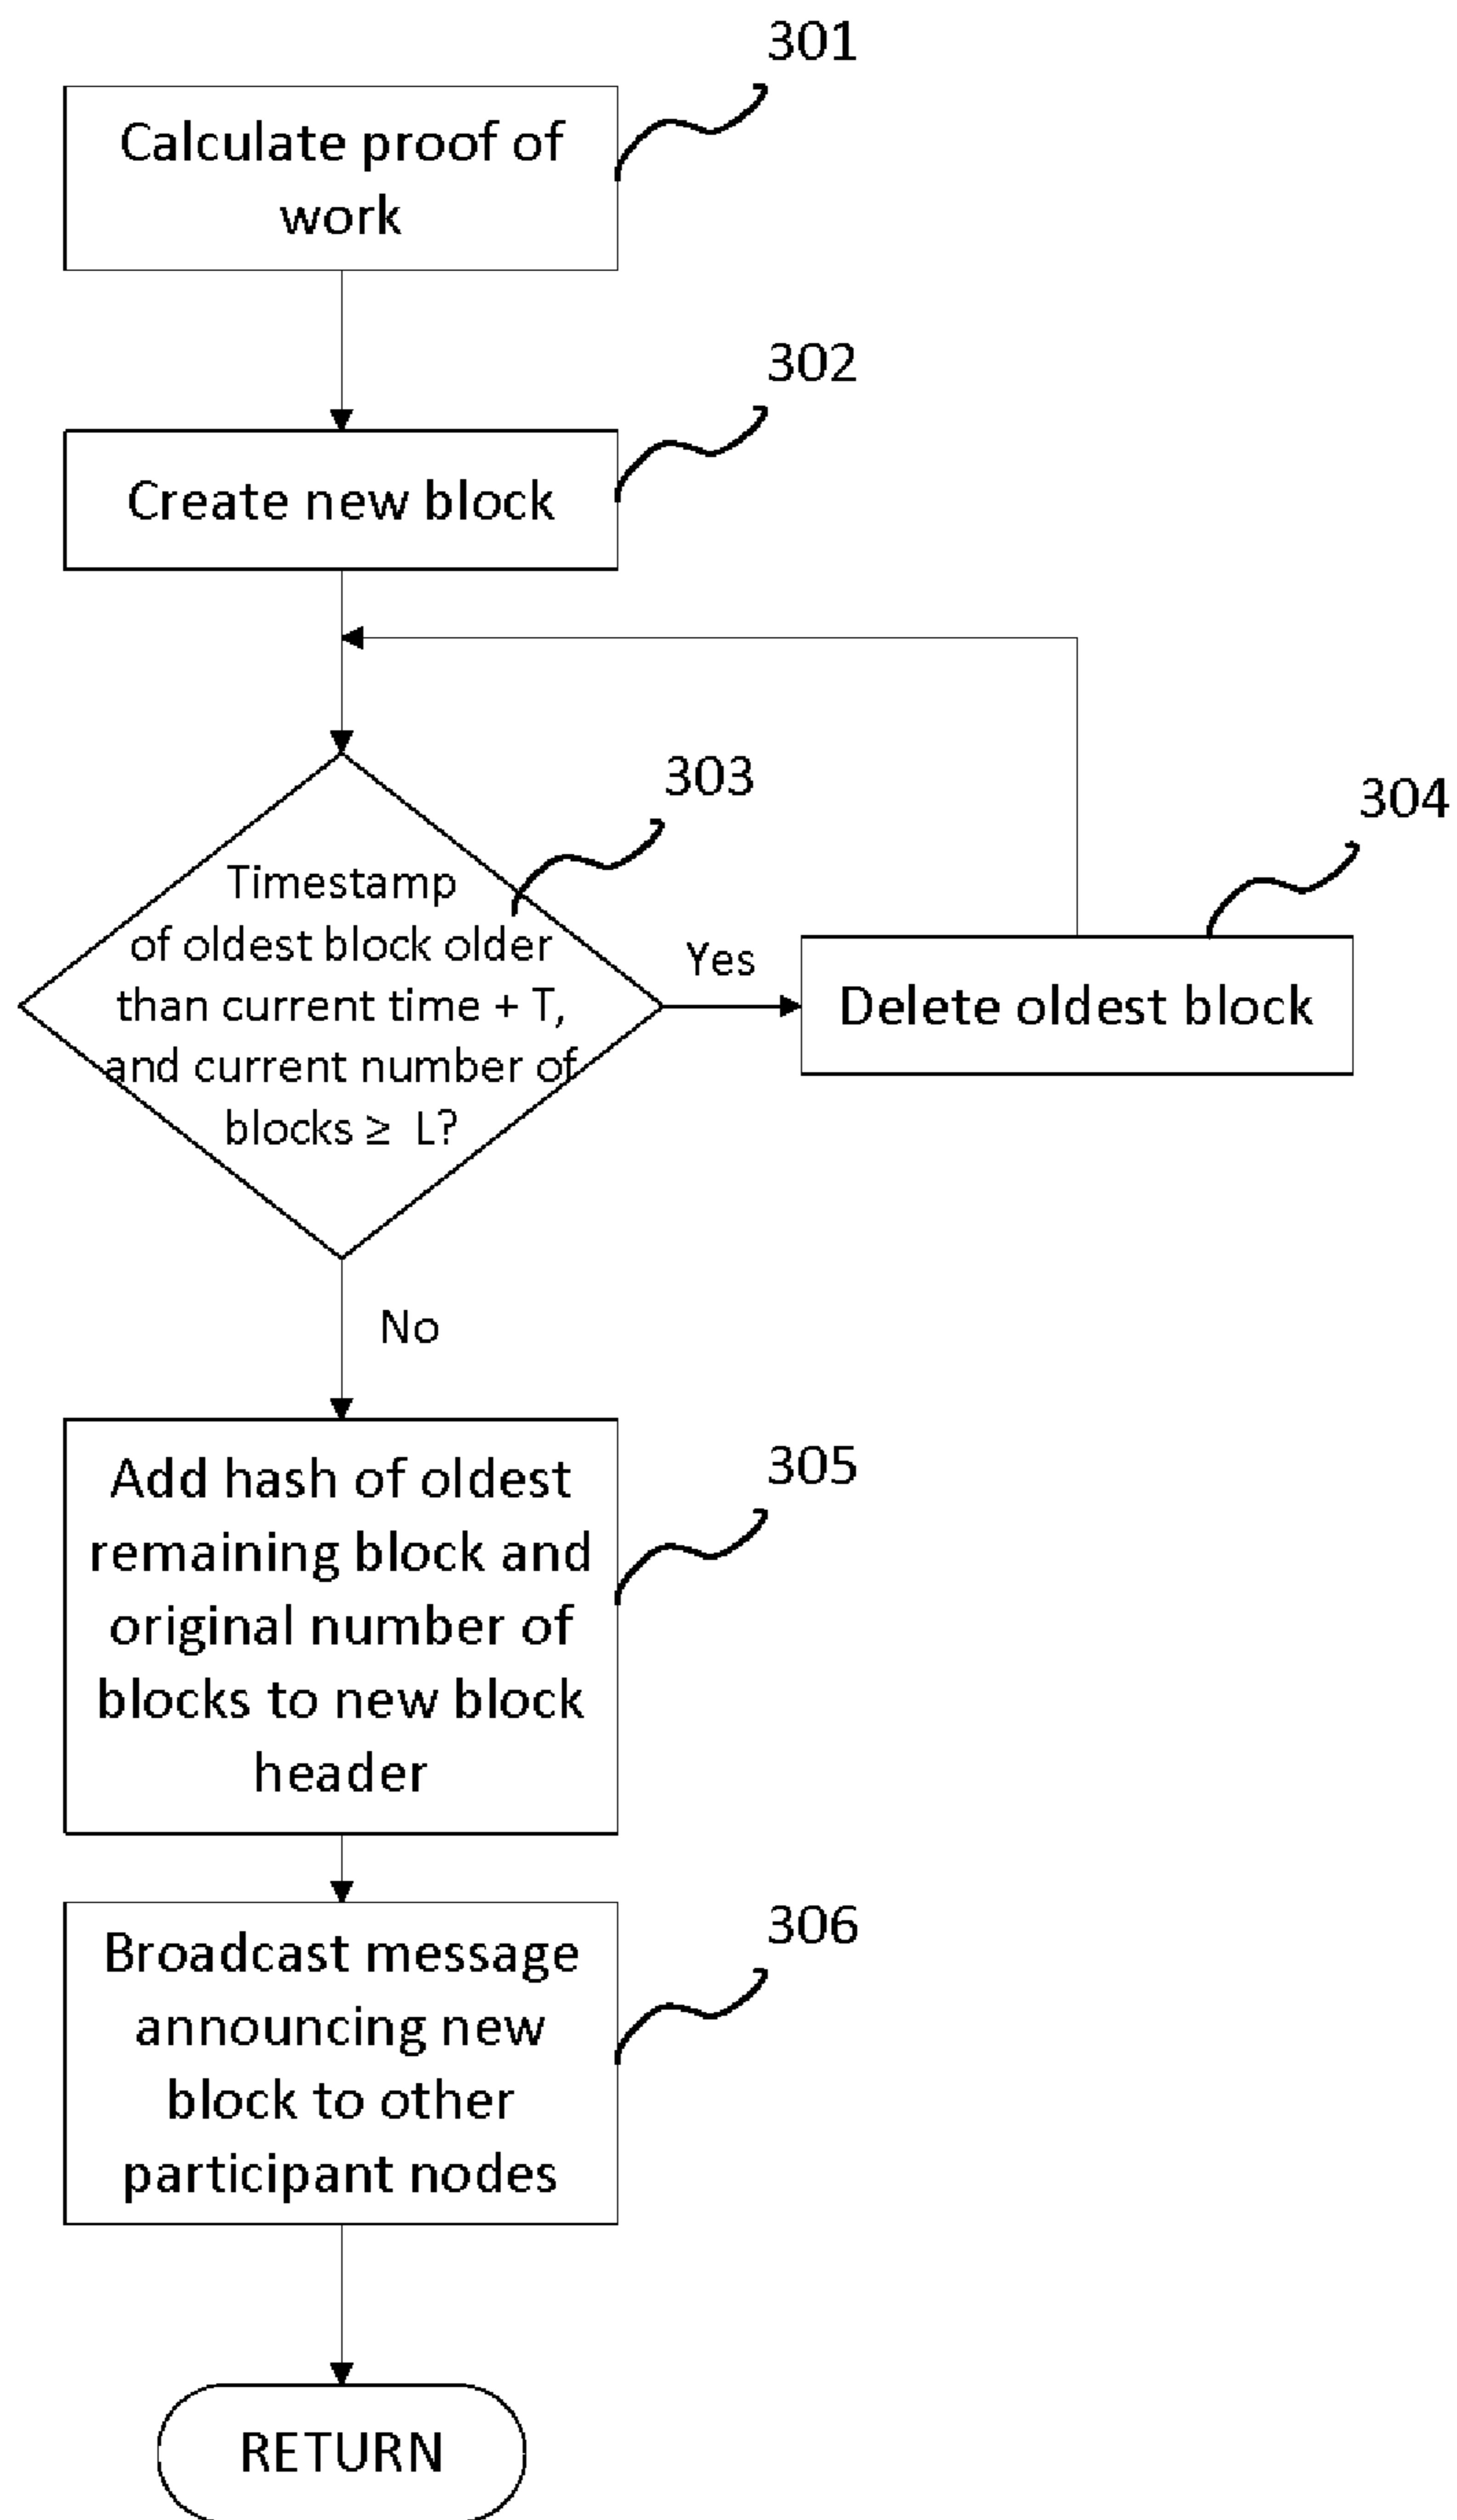 301
Calculate proof of
work
302
Create new block
303
304
Timestamp
of oldest block older
than current time + T,
and current number of
blocks ≥ L?
Yes
Delete oldest block
No
305
Add hash of oldest
remaining block and
original number of
blocks to new block
header
306
Broadcast message
announcing new
block to other
participant nodes
RETURN